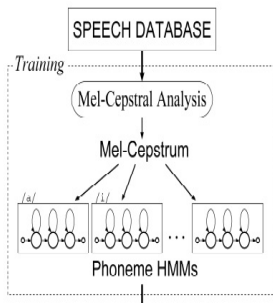 SPEECH DATABASE
Training
Mel-Cepstral Analysis
Mel-Cepstrum
/a/ /i/
...
Phoneme HMMs